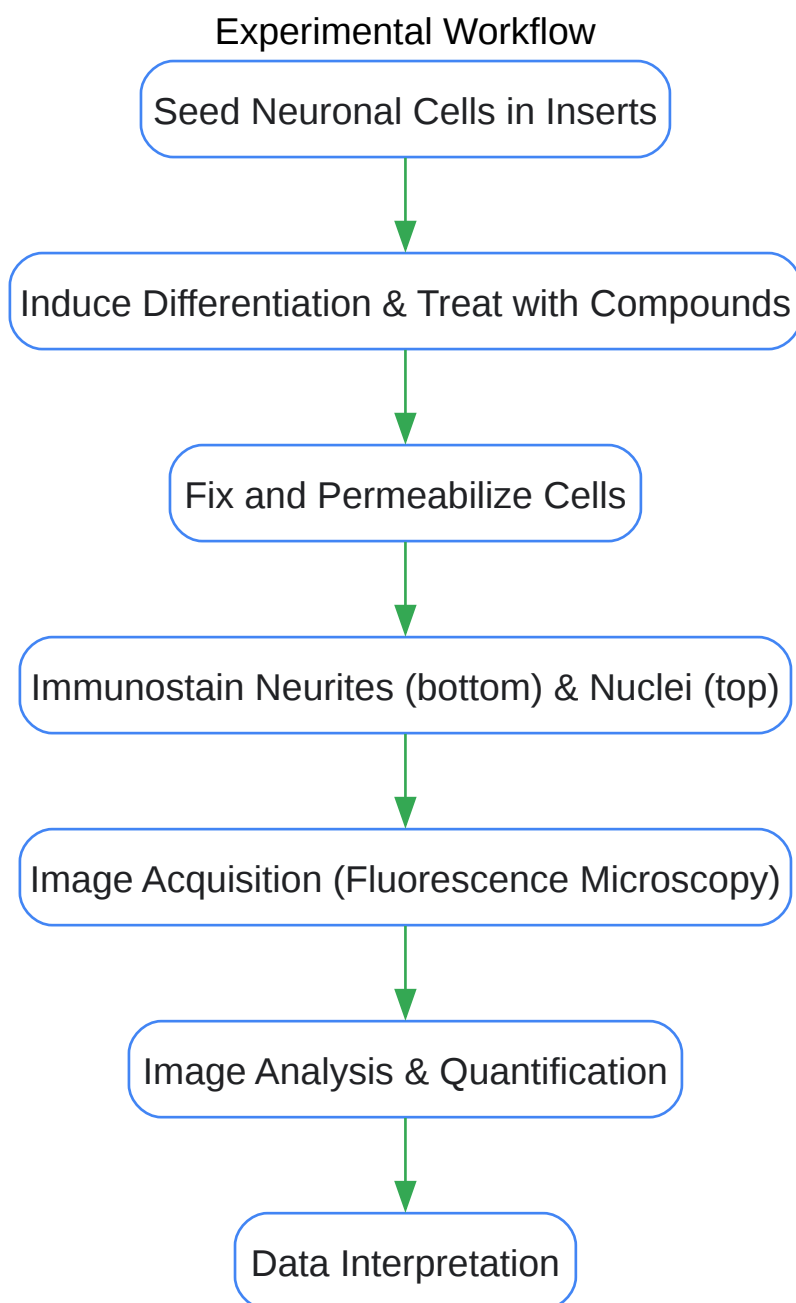 Experimental Workflow
Seed Neuronal Cells in Inserts
Induce Differentiation & Treat with Compounds
Fix and Permeabilize Cells
Immunostain Neurites (bottom) & Nuclei (top)
Image Acquisition (Fluorescence Microscopy)
Image Analysis & Quantification
Data Interpretation